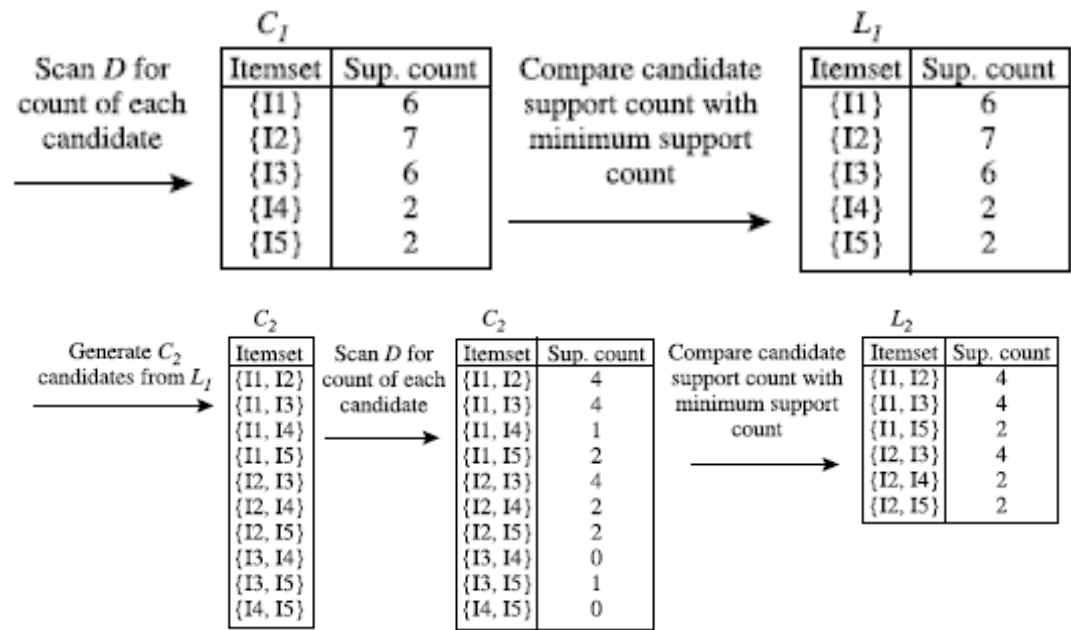 C1
L1
Scan D for
count of each
candidate
Itemset Sup. count
{I1} 6
{I2} 7
{I3} 6
{I4} 2
{I5} 2
Compare candidate
support count with
minimum support
count
Itemset Sup. count
{I1} 6
{I2} 7
{I3} 6
{I4} 2
{I5} 2
Generate C2
candidates from L1
C2
Itemset
{I1, I2}
{I1, I3}
{I1, I4}
{I1, I5}
{I2, I3}
{I2, I4}
{I2, I5}
{I3, I4}
{I3, I5}
{I4, I5}
Scan D for
count of each
candidate
C2
Itemset Sup. count
{I1, I2} 4
{I1, I3} 4
{I1, I4} 1
{I1, I5} 2
{I2, I3} 4
{I2, I4} 2
{I2, I5} 2
{I3, I4} 0
{I3, I5} 1
{I4, I5} 0
Compare candidate
support count with
minimum support
count
L2
Itemset Sup. count
{I1, I2} 4
{I1, I3} 4
{I1, I5} 2
{I2, I3} 4
{I2, I4} 2
{I2, I5} 2